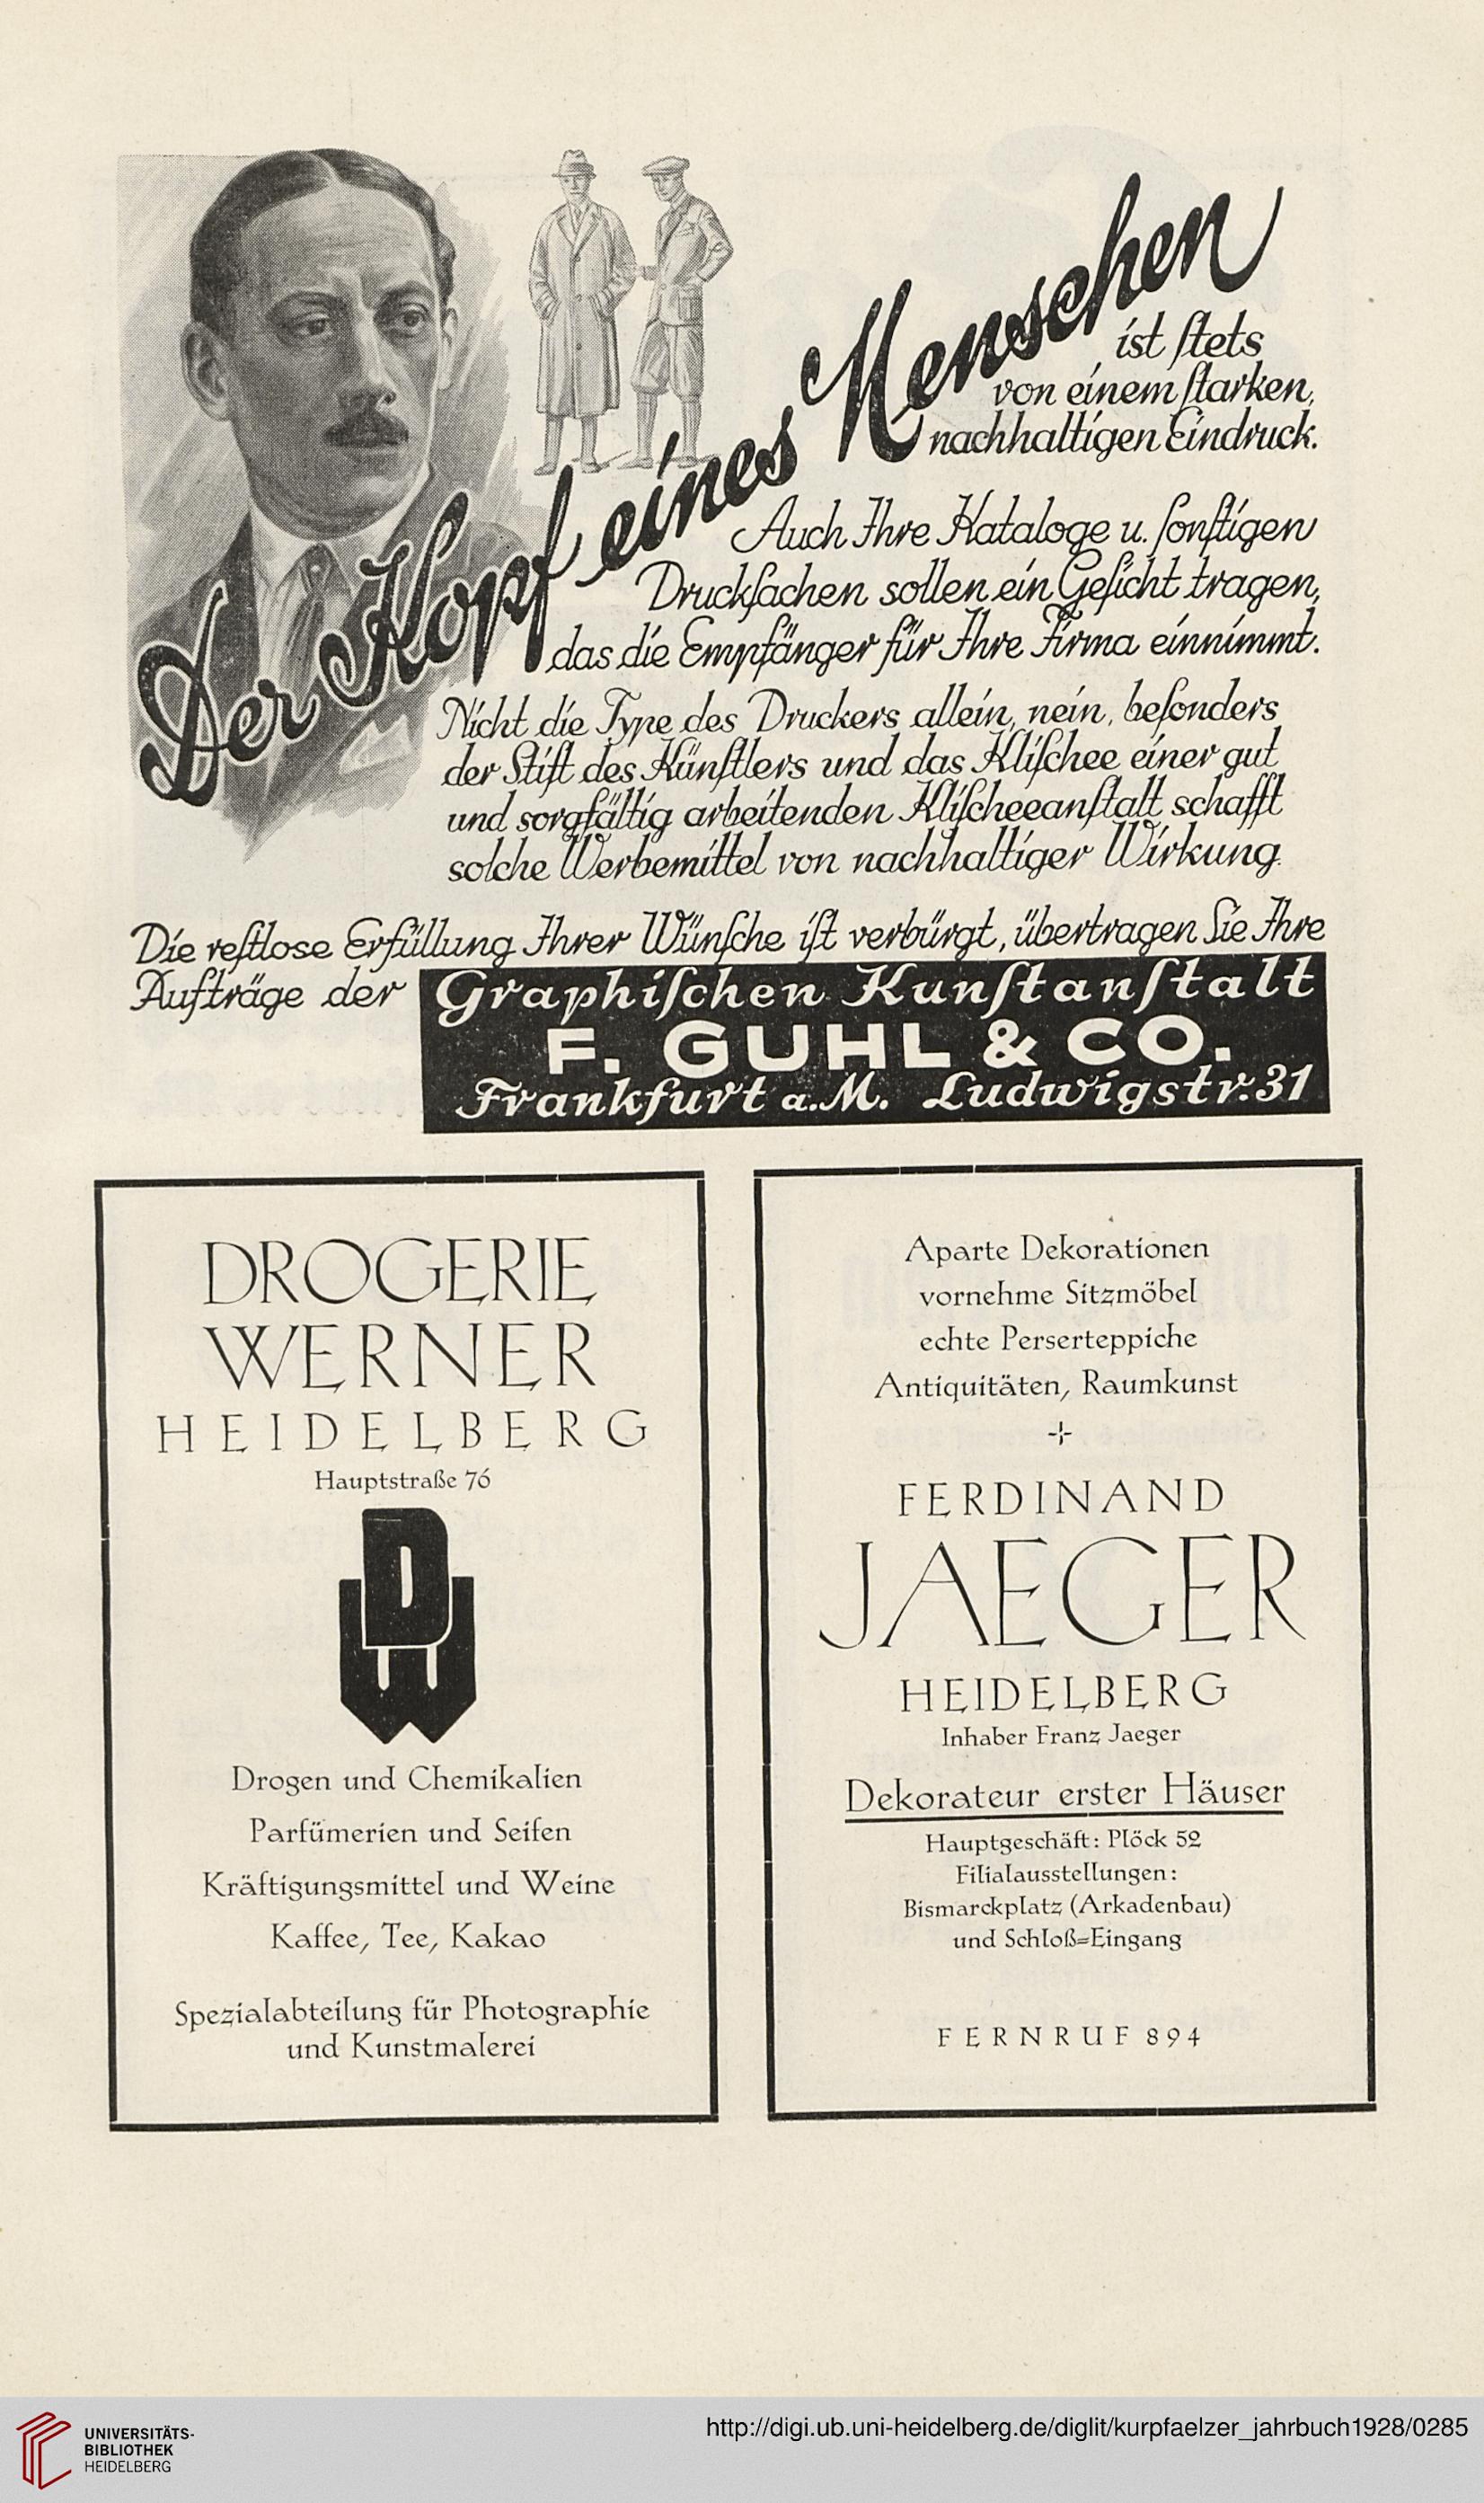 Der Kopf eines Menschen
ist ſtets
von einem ſtarken,
nachhaltigen Eindruck.
Auch Ihre Kataloge u. ſonſtigen
Druckſachen sollen ein Geſicht tragen,
das die Empfänger für Ihre Firma einnimmt.
Nicht die Type des Druckers allein, nein, beſonders
der Stift des Künſtlers und das Kliſchee einer gut
und sorgfältig arbeitenden Kliſcheeanſtalt schafft
solche Werbemittel von nachhaltiger Wirkung.
Die reſtlose Erfüllung Ihrer Wünſche iſt verbürgt, übertragen Sie Ihre
Aufträge der Graphiſchen Kunſtanſtalt
F. GUHL & CO.
Frankfurt a.M. Ludwigstr. 31
DROGERIE
WERNER
HEIDELBERG
Hauptstraße 76
DW
Drogen und Chemikalien
Parfümerien und Seifen
Kräftigungsmittel und Weine
Kaffee, Tee, Kakao
Spezialabteilung für Photographie
und Kunstmalerei
Aparte Dekorationen
vornehme Sitzmöbel
echte Perserteppiche
Antiquitäten, Raumkunst
FERDINAND
JAEGER
HEIDELBERG
Inhaber Franz Jaeger
Dekorateur erster Häuser
Hauptgeschäft: Plöck 52
Filialausstellungen:
Bismarckplatz (Arkadenbau)
und Schloß=Eingang
FERNRUF 894
UNIVERSITÄTS-
BIBLIOTHEK
HEIDELBERG
http://digi.ub.uni-heidelberg.de/diglit/kurpfaelzer_jahrbuch1928/0285